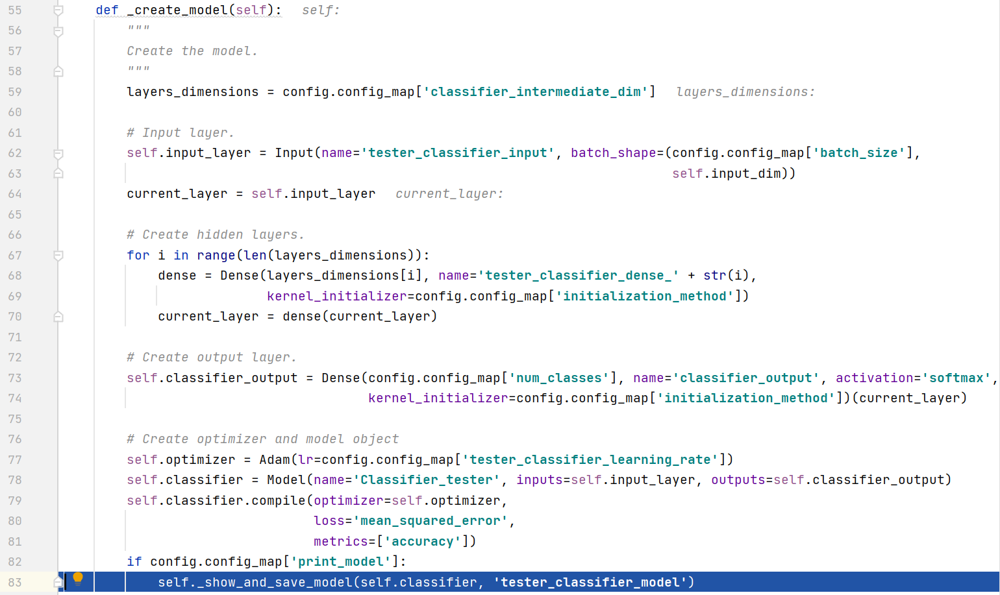 55 def _create_model(self): self:
56 """
57 Create the model.
58 """
59 layers_dimensions = config.config_map['classifier_intermediate_dim'] layers_dimensions:
60
61 # Input layer.
62 self.input_layer = Input(name='tester_classifier_input', batch_shape=(config.config_map['batch_size'],
63 self.input_dim))
64 current_layer = self.input_layer current_layer:
65
66 # Create hidden layers.
67 for i in range(len(layers_dimensions)):
68 dense = Dense(layers_dimensions[i], name='tester_classifier_dense_' + str(i),
69 kernel_initializer=config.config_map['initialization_method'])
70 current_layer = dense(current_layer)
71
72 # Create output layer.
73 self.classifier_output = Dense(config.config_map['num_classes'], name='classifier_output', activation='softmax',
74 kernel_initializer=config.config_map['initialization_method'])(current_layer)
75
76 # Create optimizer and model object
77 self.optimizer = Adam(lr=config.config_map['tester_classifier_learning_rate'])
78 self.classifier = Model(name='Classifier_tester', inputs=self.input_layer, outputs=self.classifier_output)
79 self.classifier.compile(optimizer=self.optimizer,
80 loss='mean_squared_error',
81 metrics=['accuracy'])
82 if config.config_map['print_model']:
83 self._show_and_save_model(self.classifier, 'tester_classifier_model')